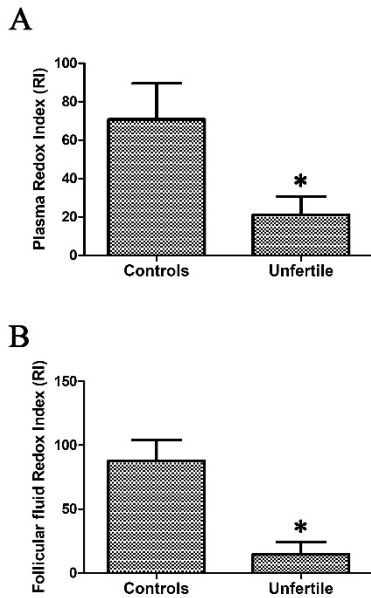 A
Plasma Redox Index (RI)
100
80
60
40
20
0
*
Controls Unfertile
B
Follicular fluid Redox Index (RI)
150
100
50
0
*
Controls Unfertile